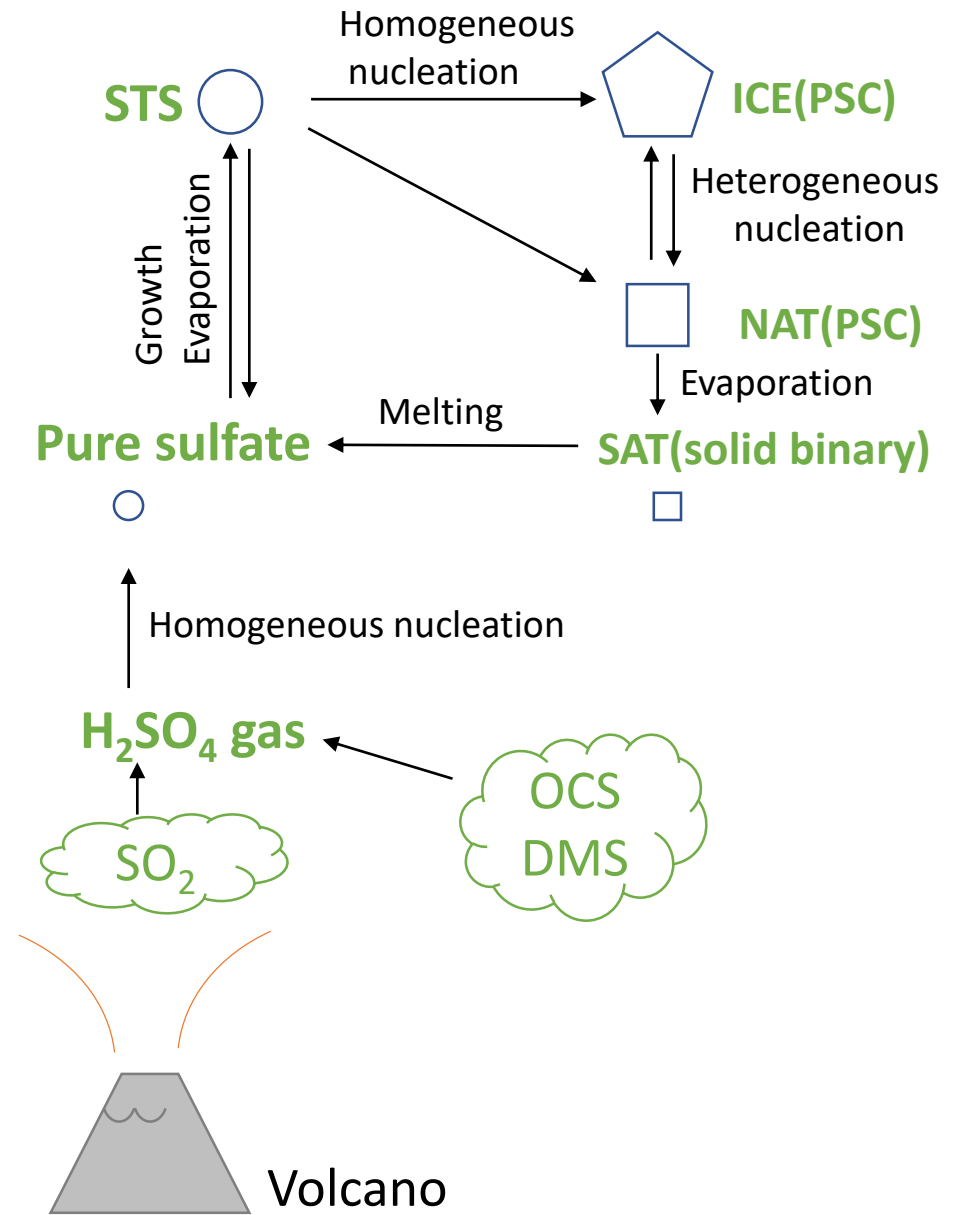 Homogeneous
nucleation
STS
ICE(PSC)
Heterogeneous
nucleation
Growth
Evaporation
NAT(PSC)
Evaporation
Melting
Pure sulfate
SAT(solid binary)
Homogeneous nucleation
H₂SO₄ gas
OCS
DMS
SO₂
Volcano